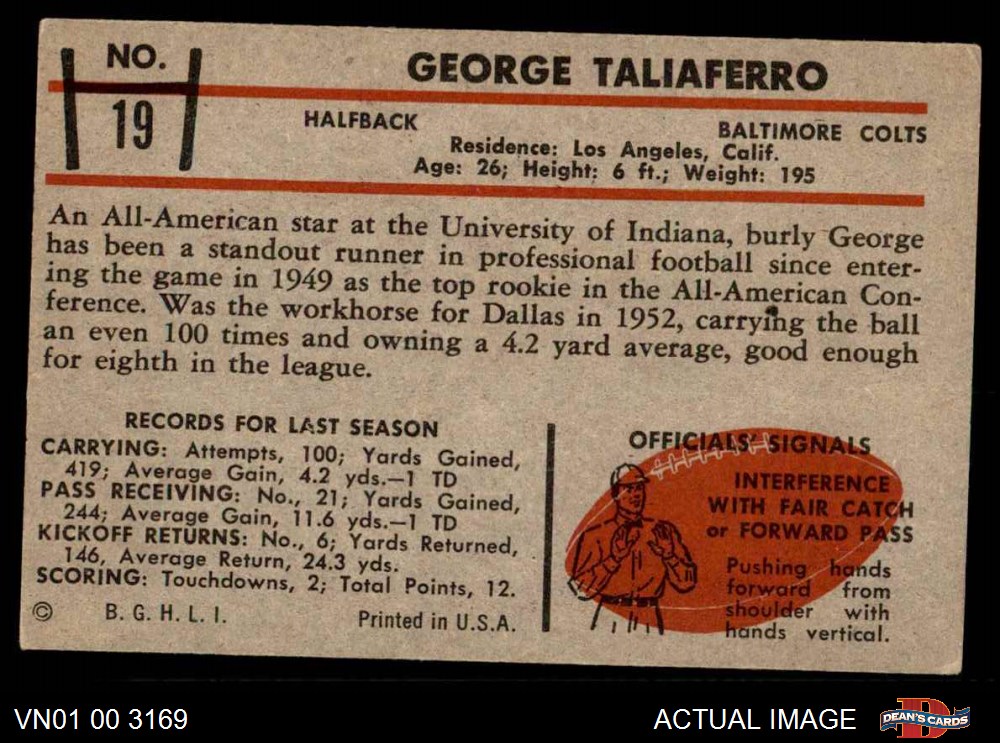 NO.
19
GEORGE TALIAFERRO
HALFBACK
BALTIMORE COLTS
Residence: Los Angeles, Calif.
Age: 26; Height: 6 ft.; Weight: 195
An All-American star at the University of Indiana, burly George
has been a standout runner in professional football since enter-
ing the game in 1949 as the top rookie in the All-American Con-
ference. Was the workhorse for Dallas in 1952, carrying the ball
an even 100 times and owning a 4.2 yard average, good enough
for eighth in the league.
RECORDS FOR LAST SEASON
CARRYING: Attempts, 100; Yards Gained,
419; Average Gain, 4.2 yds.—1 TD
PASS RECEIVING: No., 21; Yards Gained,
244; Average Gain, 11.6 yds.—1 TD
KICKOFF RETURNS: No., 6; Yards Returned,
146, Average Return, 24.3 yds.
SCORING: Touchdowns, 2; Total Points, 12.
© B. G. H. L. I. Printed in U.S.A.
OFFICIALS' SIGNALS
INTERFERENCE
WITH FAIR CATCH
or FORWARD PASS
Pushing hands
forward from
shoulder with
hands vertical.
VN01 00 3169
ACTUAL IMAGE
DEAN'S CARDS